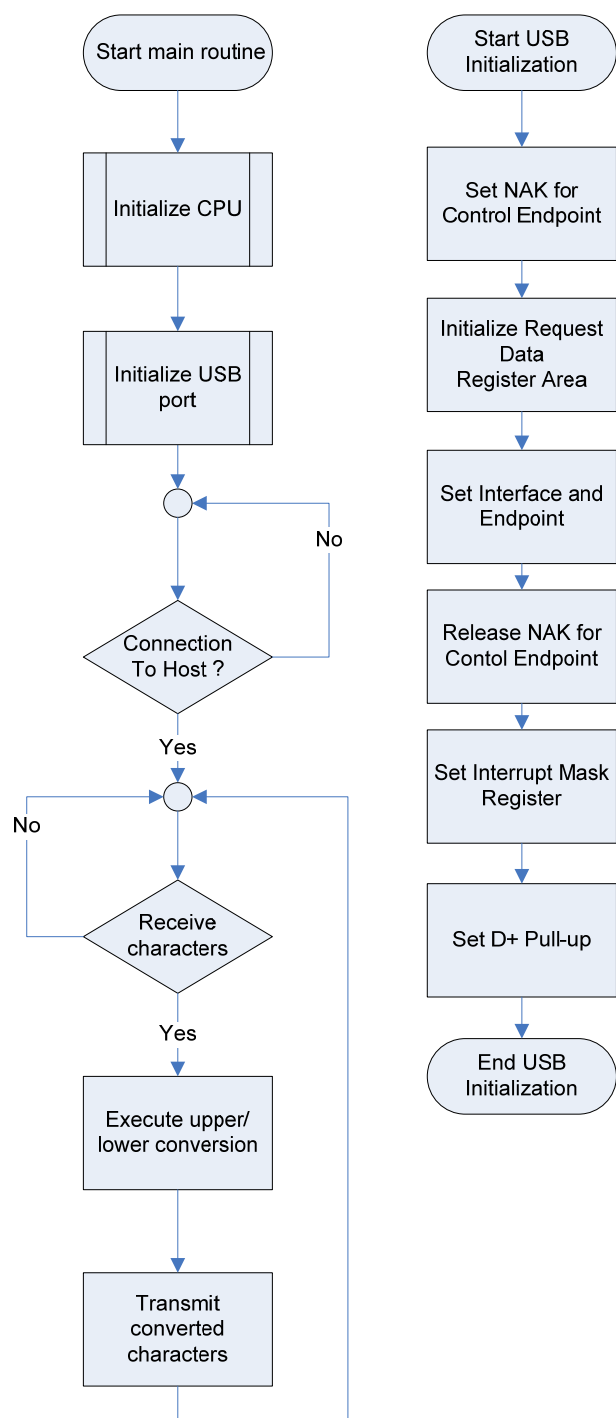 Start main routine
Initialize CPU
Initialize USB
port
No
Connection
To Host ?
Yes
No
Receive
characters
Yes
Execute upper/
lower conversion
Transmit
converted
characters
Start USB
Initialization
Set NAK for
Control Endpoint
Initialize Request
Data
Register Area
Set Interface and
Endpoint
Release NAK for
Contol Endpoint
Set Interrupt Mask
Register
Set D+ Pull-up
End USB
Initialization